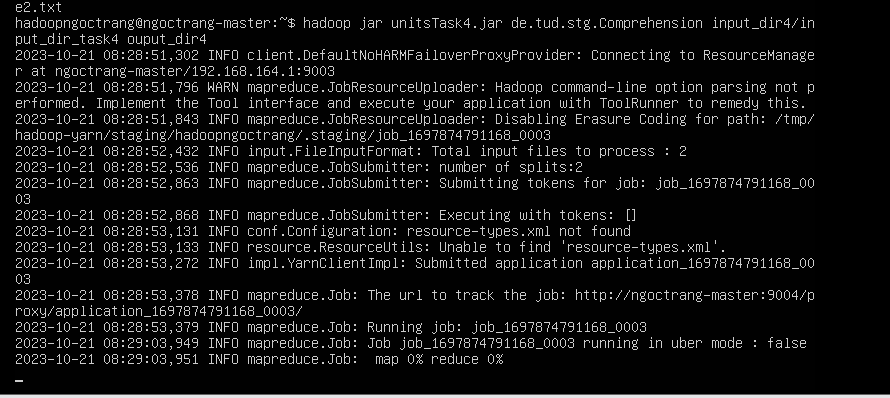 e2.txt
hadoopngoctrang@ngoctrang-master:~$ hadoop jar unitsTask4.jar de.tud.stg.Comprehension input_dir4/in
put_dir_task4 ouput_dir4
2023-10-21 08:28:51,302 INFO client.DefaultNoHARMFailoverProxyProvider: Connecting to ResourceManage
r at ngoctrang-master/192.168.164.1:9003
2023-10-21 08:28:51,796 WARN mapreduce.JobResourceUploader: Hadoop command-line option parsing not p
erformed. Implement the Tool interface and execute your application with ToolRunner to remedy this.
2023-10-21 08:28:51,843 INFO mapreduce.JobResourceUploader: Disabling Erasure Coding for path: /tmp/
hadoop-yarn/staging/hadoopngoctrang/.staging/job_1697874791168_0003
2023-10-21 08:28:52,432 INFO input.FileInputFormat: Total input files to process : 2
2023-10-21 08:28:52,536 INFO mapreduce.JobSubmitter: number of splits:2
2023-10-21 08:28:52,863 INFO mapreduce.JobSubmitter: Submitting tokens for job: job_1697874791168_00
03
2023-10-21 08:28:52,868 INFO mapreduce.JobSubmitter: Executing with tokens: []
2023-10-21 08:28:53,131 INFO conf.Configuration: resource-types.xml not found
2023-10-21 08:28:53,133 INFO resource.ResourceUtils: Unable to find 'resource-types.xml'.
2023-10-21 08:28:53,272 INFO impl.YarnClientImpl: Submitted application application_1697874791168_00
03
2023-10-21 08:28:53,378 INFO mapreduce.Job: The url to track the job: http://ngoctrang-master:9004/p
roxy/application_1697874791168_0003/
2023-10-21 08:28:53,379 INFO mapreduce.Job: Running job: job_1697874791168_0003
2023-10-21 08:29:03,949 INFO mapreduce.Job: Job job_1697874791168_0003 running in uber mode : false
2023-10-21 08:29:03,951 INFO mapreduce.Job:  map 0% reduce 0%